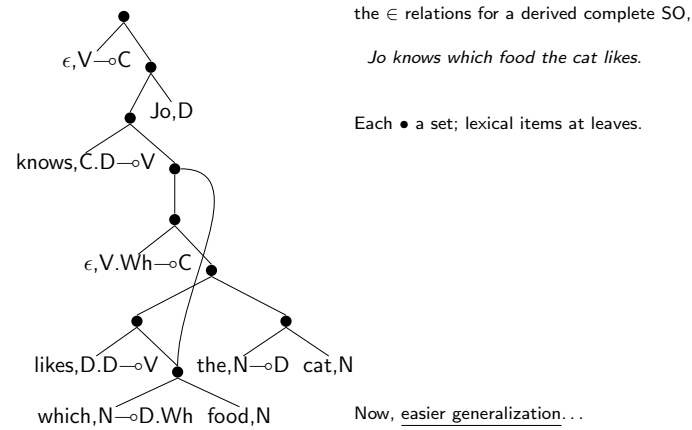 the ∈ relations for a derived complete SO,
ϵ,V⊸C
Jo knows which food the cat likes.
Jo,D
Each • a set; lexical items at leaves.
knows,C.D⊸V
ϵ,V.Wh⊸C
likes,D.D⊸V the,N⊸D cat,N
which,N⊸D.Wh food,N
Now, easier generalization...